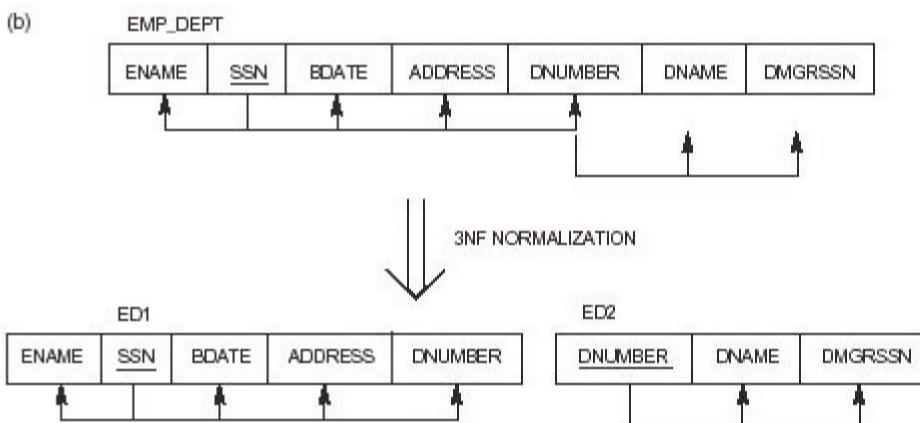 (b)
EMP_DEPT
ENAME SSN BDATE ADDRESS DNUMBER DNAME DMGRSSN
3NF NORMALIZATION
ED1
ENAME SSN BDATE ADDRESS DNUMBER
ED2
DNUMBER DNAME DMGRSSN